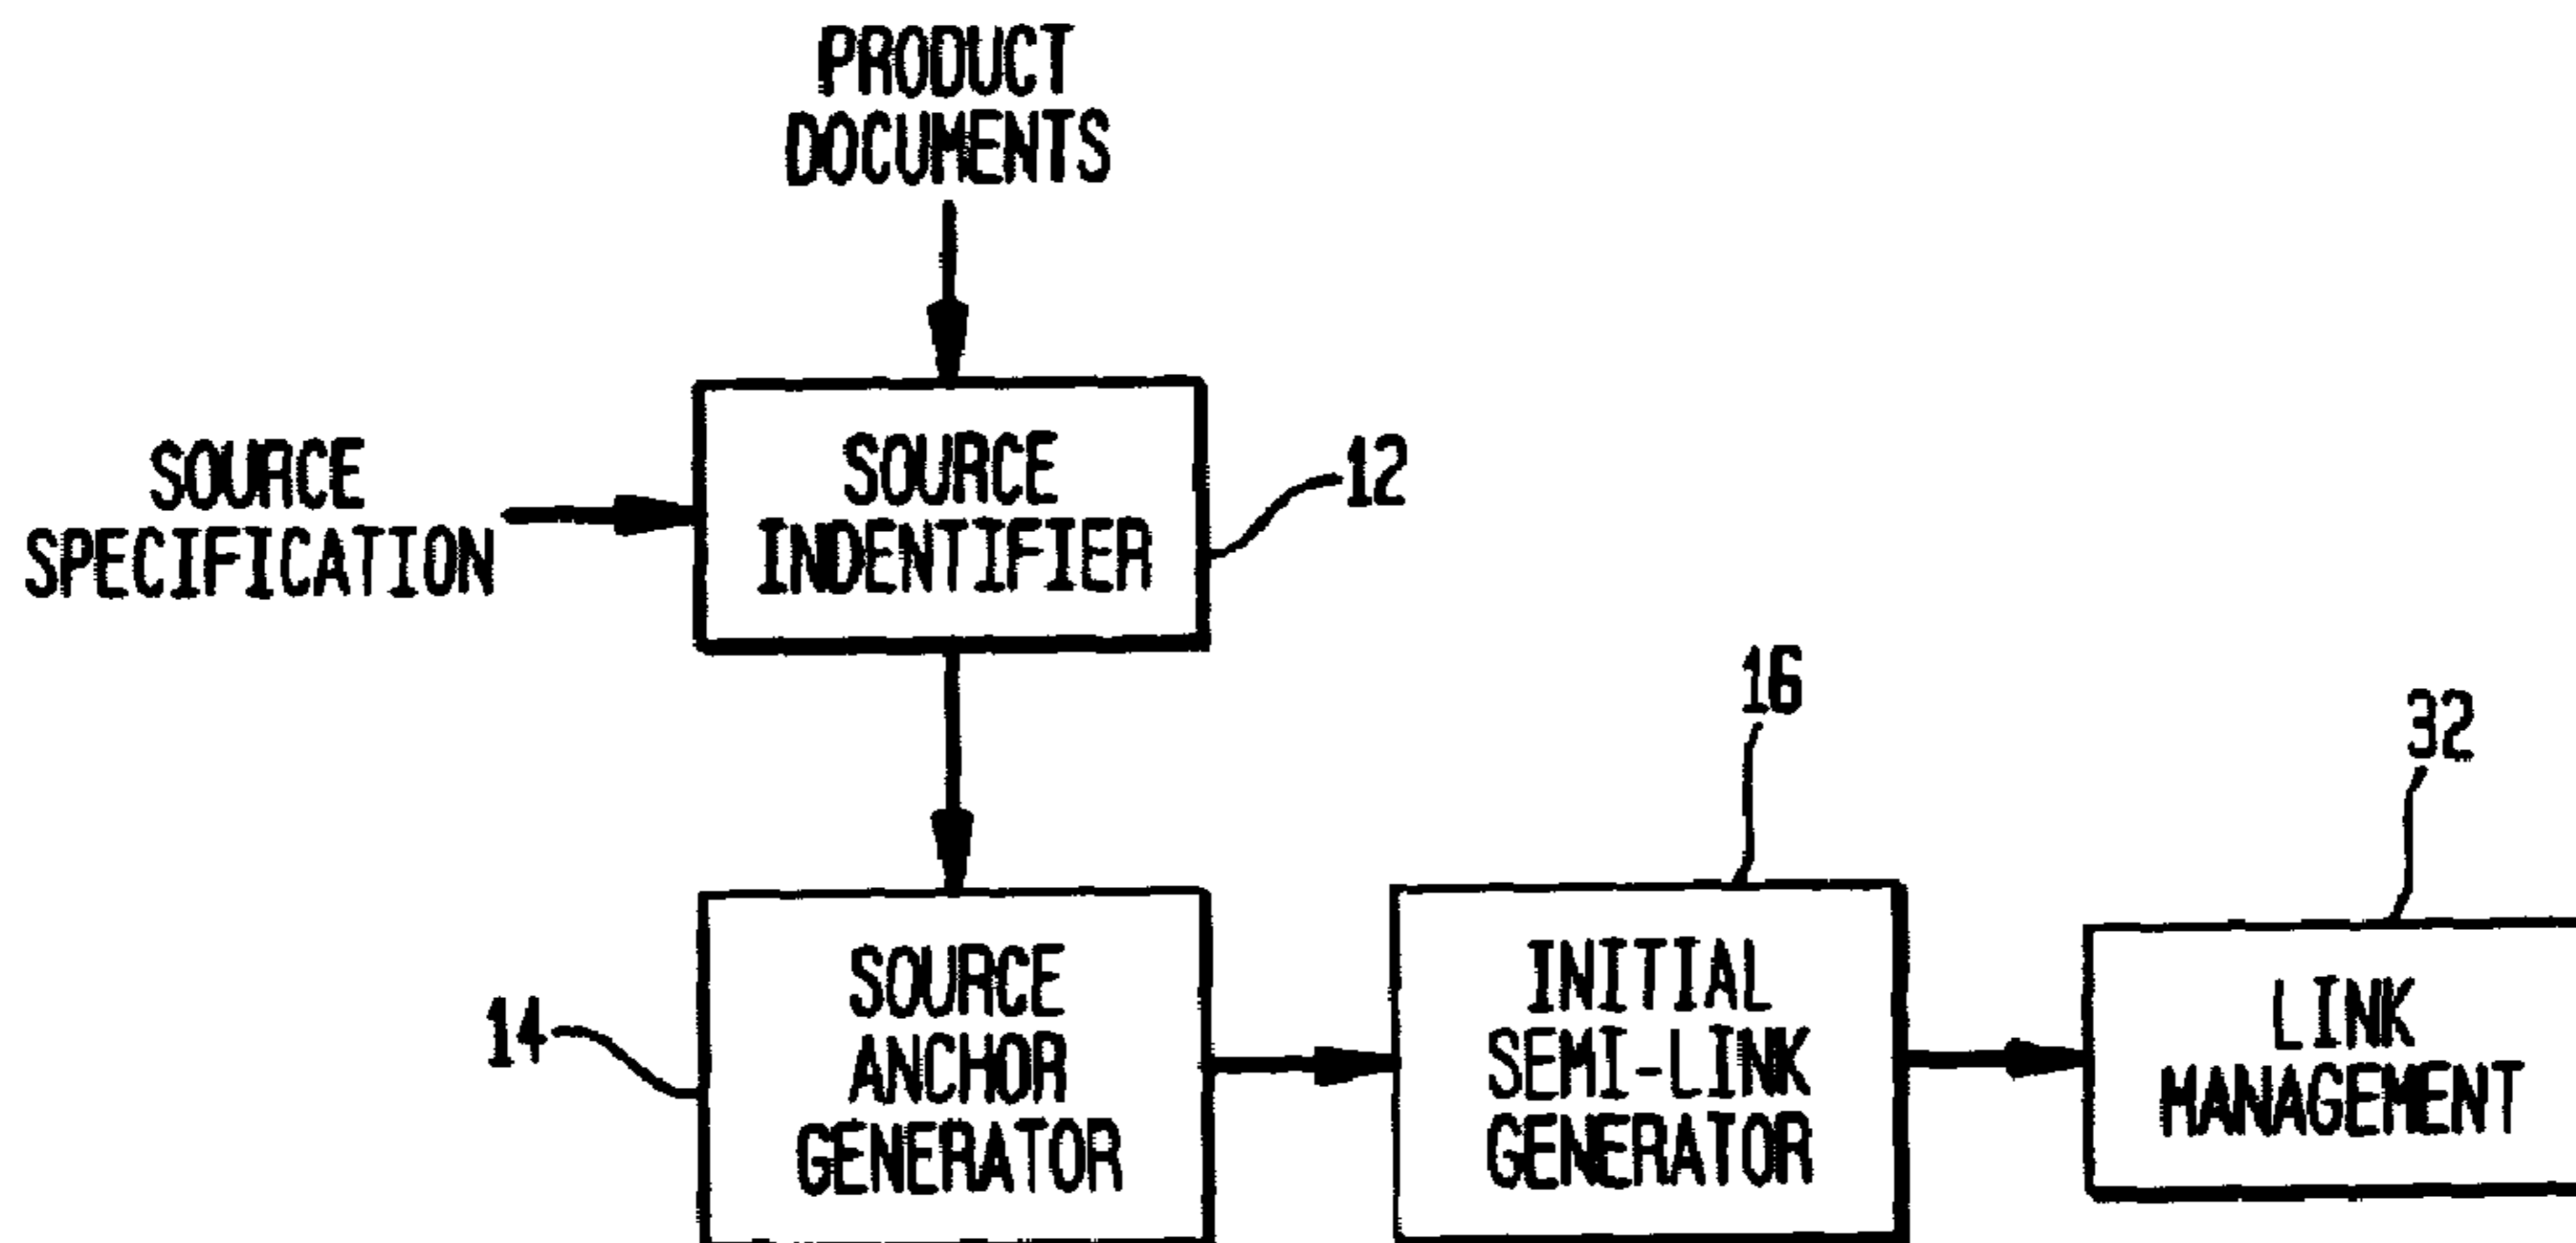 PRODUCT
DOCUMENTS
SOURCE
SPECIFICATION
SOURCE
INDENTIFIER
12
16
32
14
SOURCE
ANCHOR
GENERATOR
INITIAL
SEMI-LINK
GENERATOR
LINK
MANAGEMENT